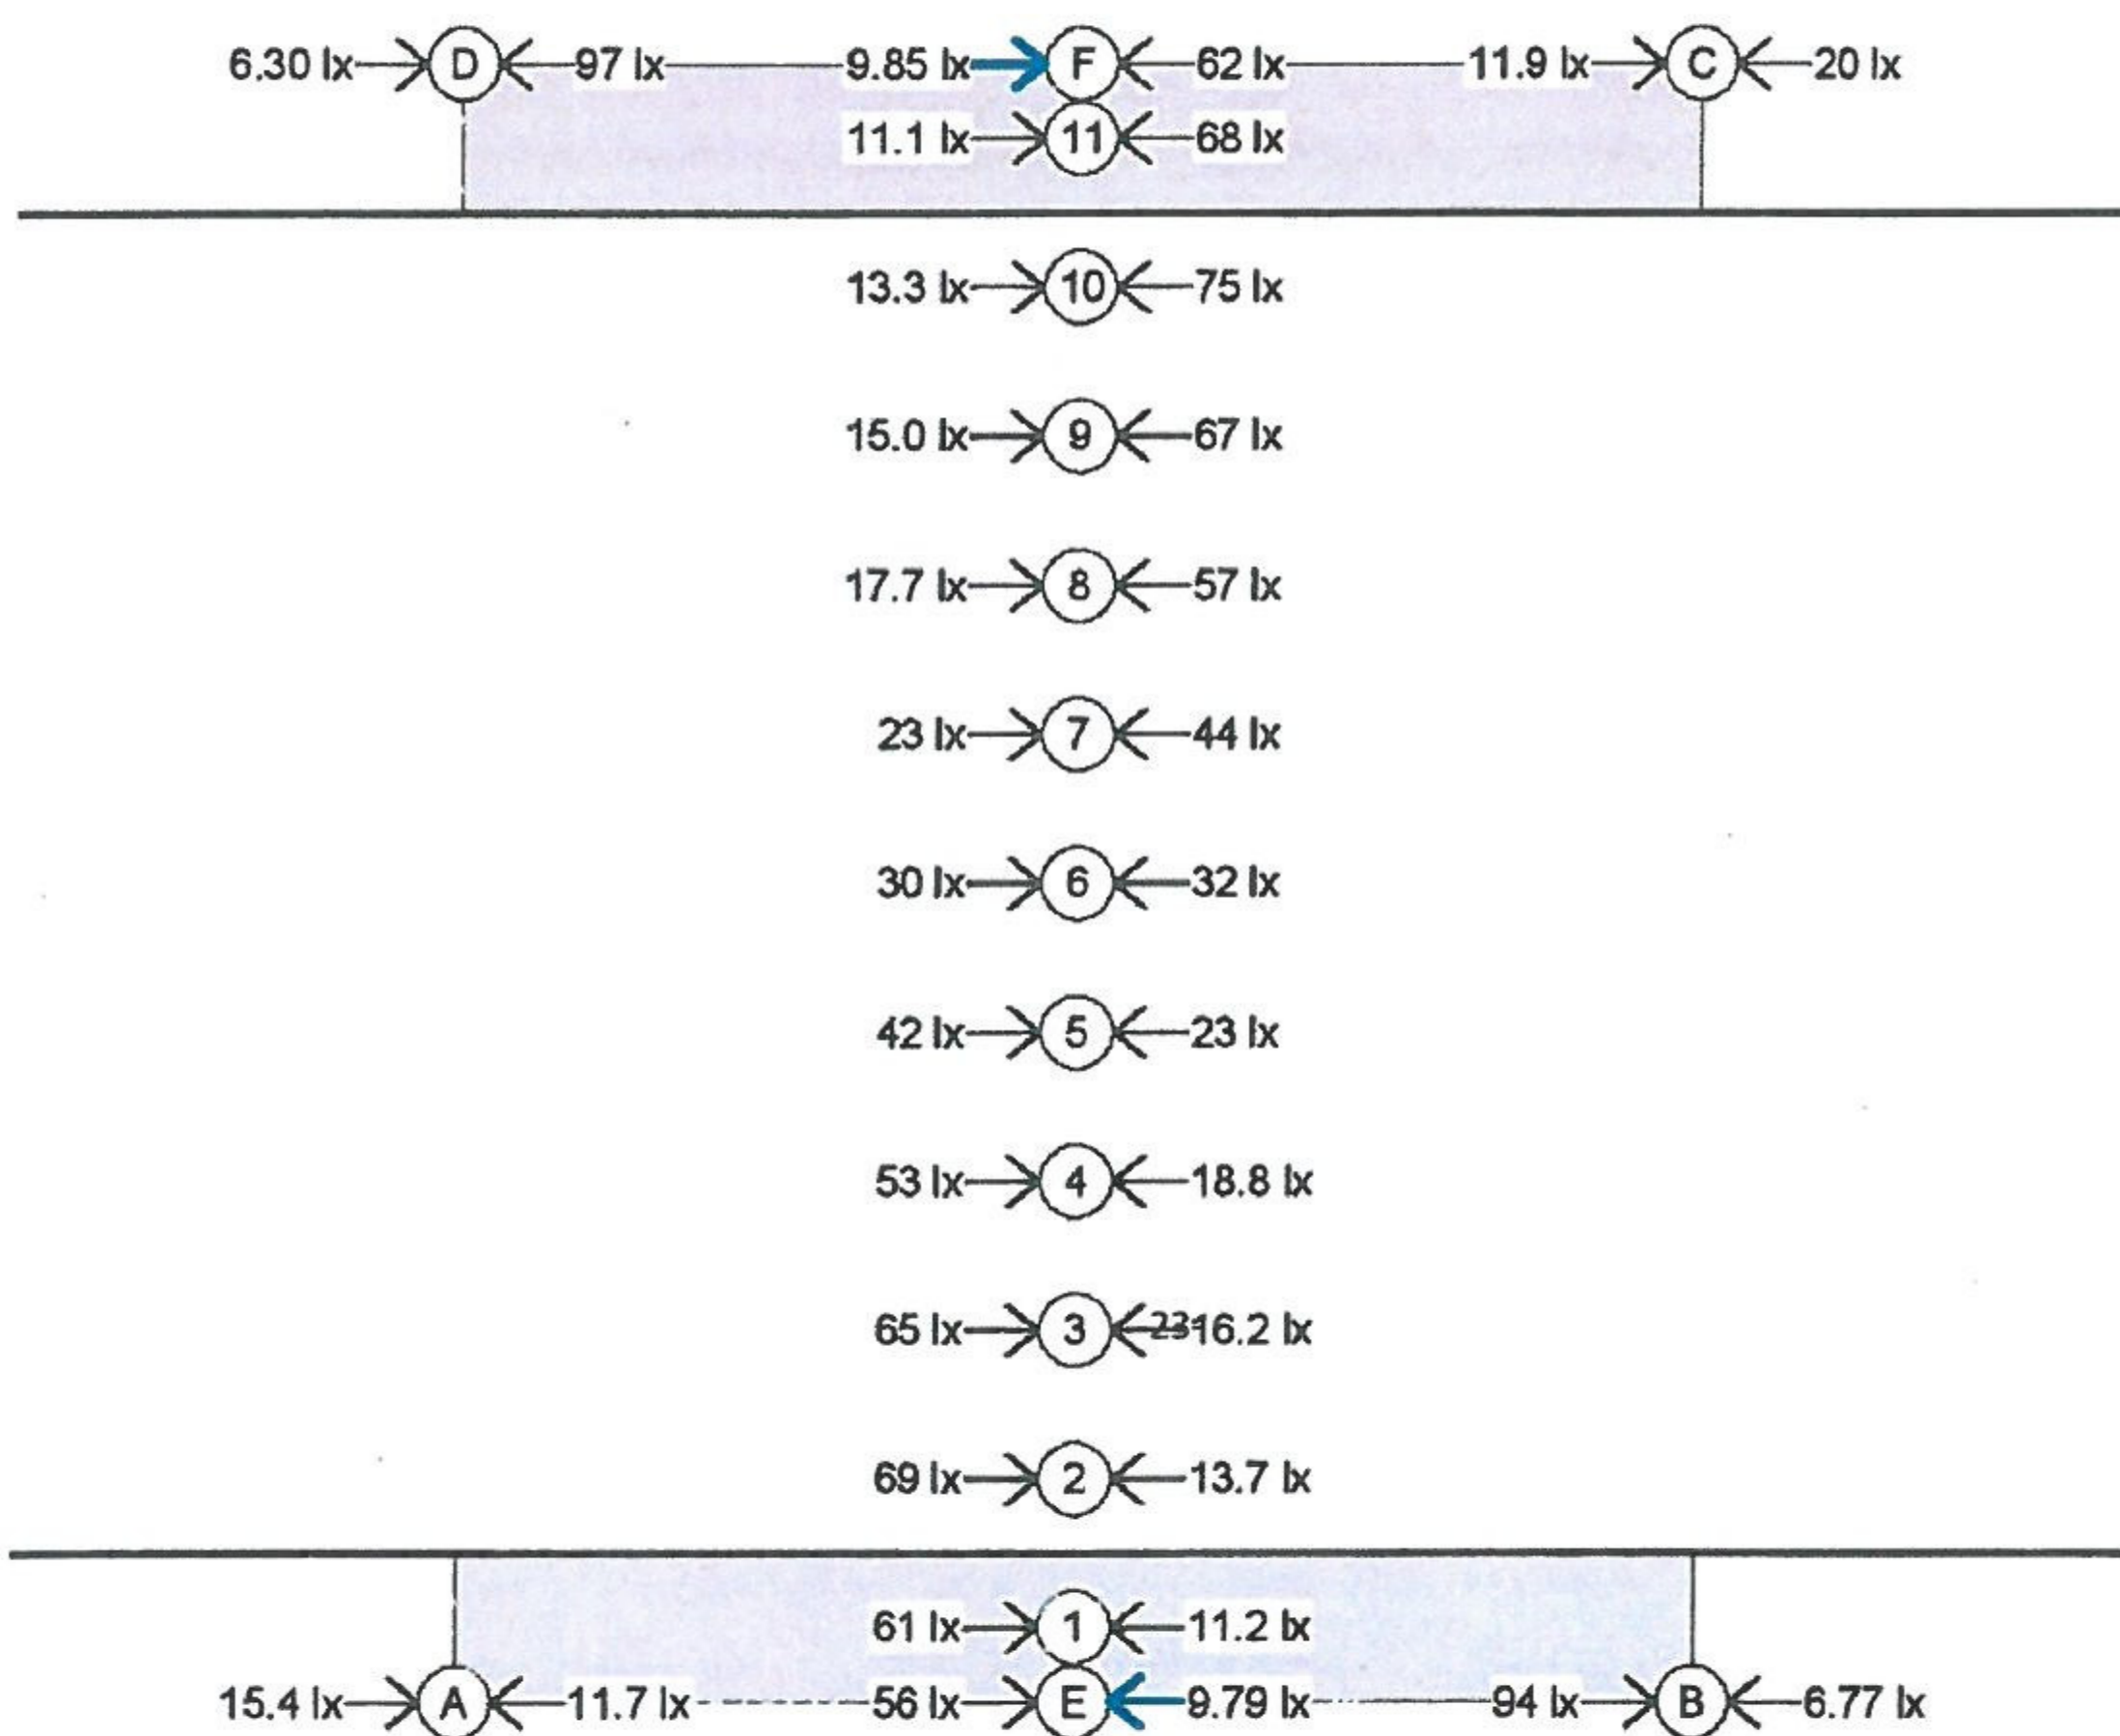 6.30 lx D 97 lx 9.85 lx F 62 lx 11.9 lx C 20 lx
11.1 lx 11 68 lx
13.3 lx 10 75 lx
15.0 lx 9 67 lx
17.7 lx 8 57 lx
23 lx 7 44 lx
30 lx 6 32 lx
42 lx 5 23 lx
53 lx 4 18.8 lx
65 lx 3 23 16.2 lx
69 lx 2 13.7 lx
61 lx 1 11.2 lx
15.4 lx A 11.7 lx 56 lx E 9.79 lx 94 lx B 6.77 lx